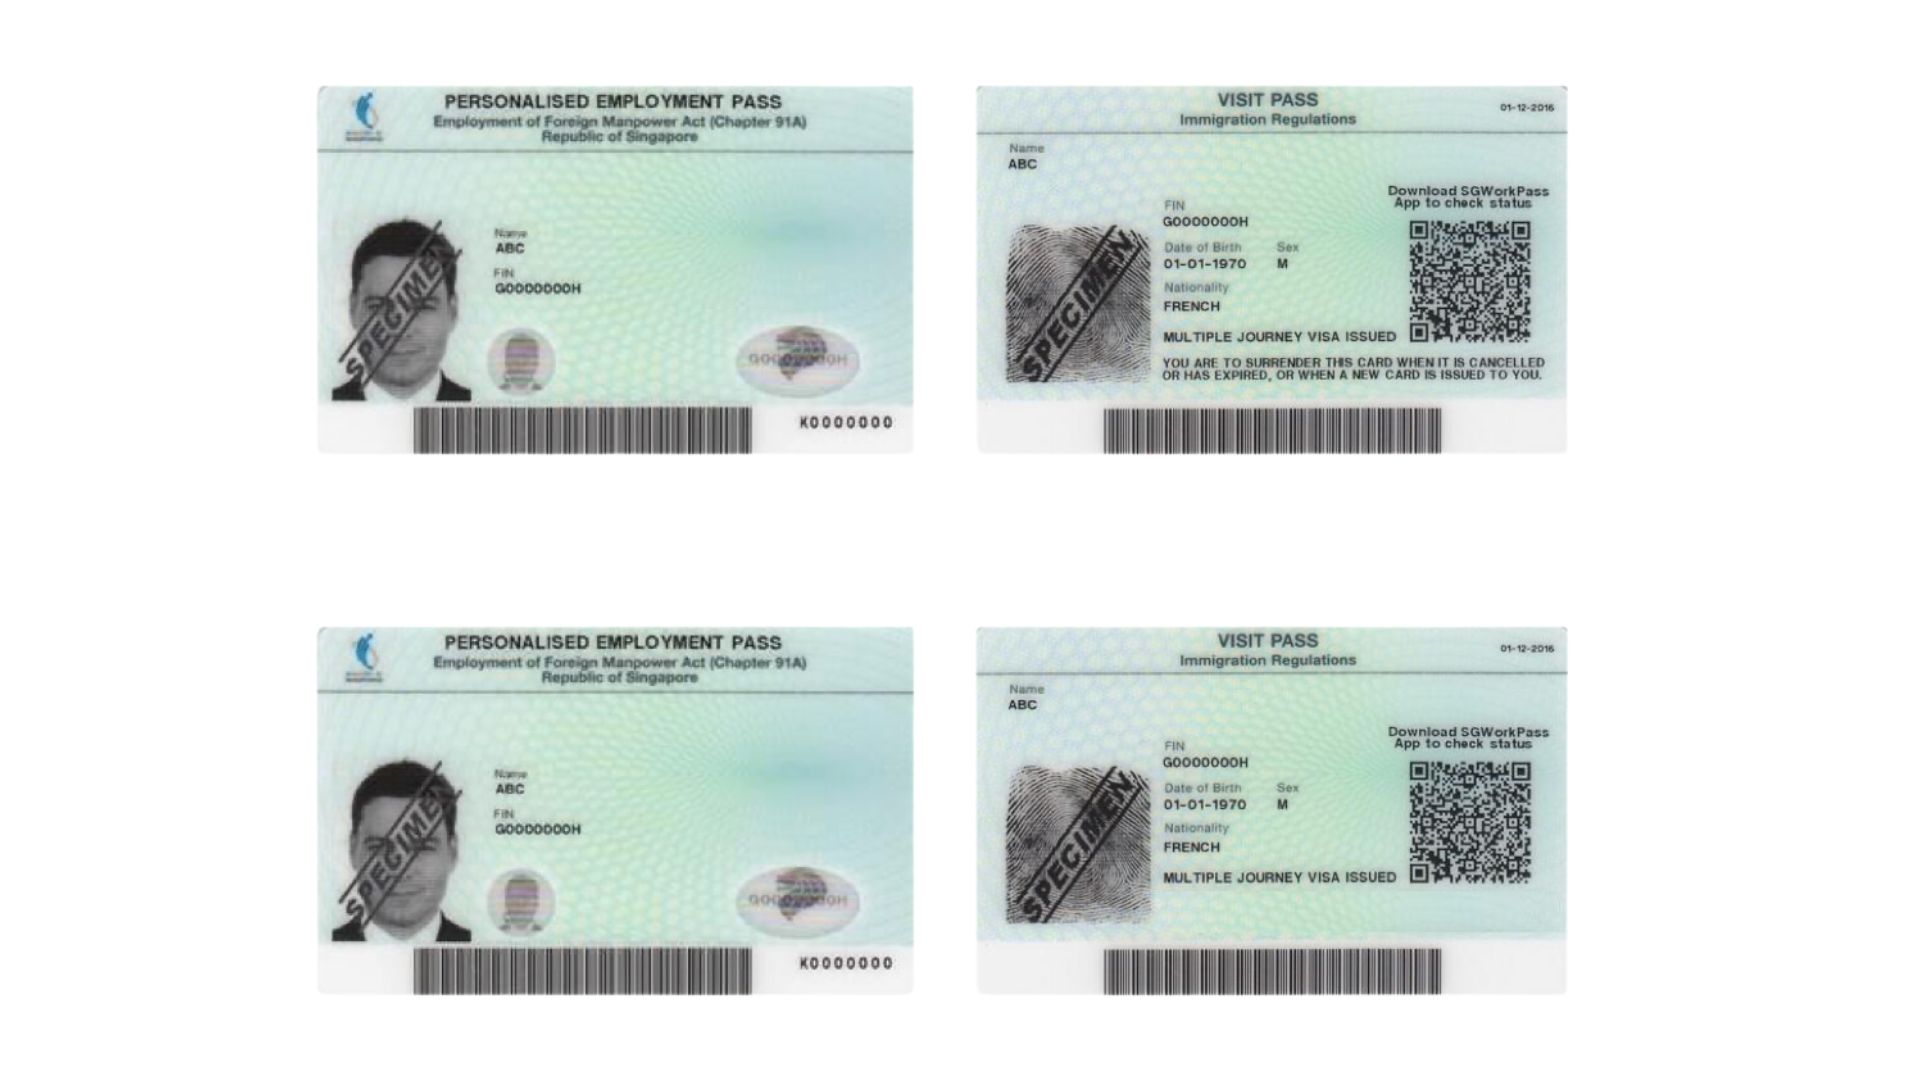 PERSONALISED EMPLOYMENT PASS
Employment of Foreign Manpower Act (Chapter 91A)
Republic of Singapore
Name
ABC
FIN
G0000000H
SPECIMEN
G0000000H
K0000000
VISIT PASS
01-12-2016
Immigration Regulations
Name
ABC
Download SGWorkPass
App to check status
FIN
G0000000H
Date of Birth Sex
01-01-1970 M
Nationality
FRENCH
SPECIMEN
MULTIPLE JOURNEY VISA ISSUED
YOU ARE TO SURRENDER THIS CARD WHEN IT IS CANCELLED
OR HAS EXPIRED, OR WHEN A NEW CARD IS ISSUED TO YOU.
PERSONALISED EMPLOYMENT PASS
Employment of Foreign Manpower Act (Chapter 91A)
Republic of Singapore
Name
ABC
FIN
G0000000H
SPECIMEN
G0000000H
K0000000
VISIT PASS
01-12-2016
Immigration Regulations
Name
ABC
Download SGWorkPass
App to check status
FIN
G0000000H
Date of Birth Sex
01-01-1970 M
Nationality
FRENCH
SPECIMEN
MULTIPLE JOURNEY VISA ISSUED